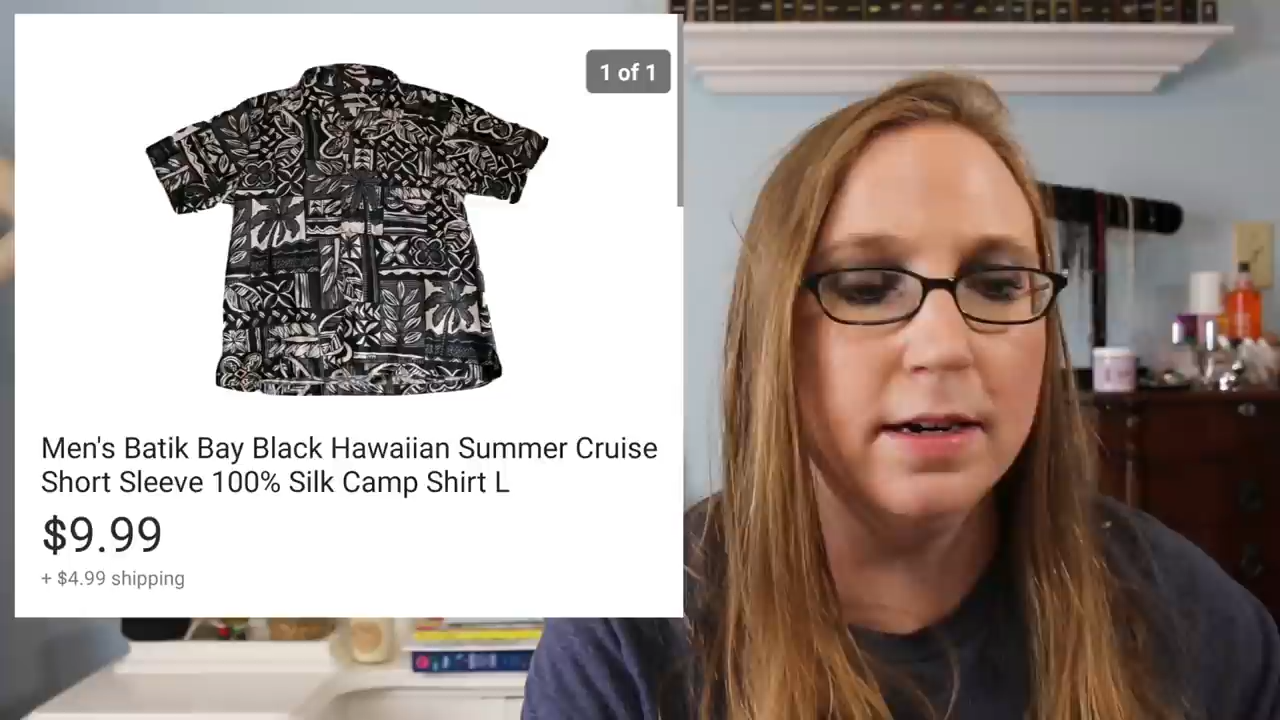 1 of 1
Men's Batik Bay Black Hawaiian Summer Cruise
Short Sleeve 100% Silk Camp Shirt L
$9.99
+ $4.99 shipping